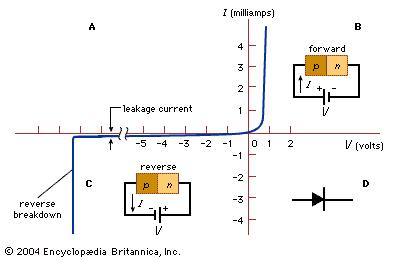 I (milliamps)
A
B
4
3
2
1
forward
p n
I + -
V
leakage current
-5 -4 -3 -2 -1 0 1 2
V (volts)
-1
-2
-3
-4
C
reverse
p n
I - +
V
D
reverse
breakdown
© 2004 Encyclopædia Britannica, Inc.